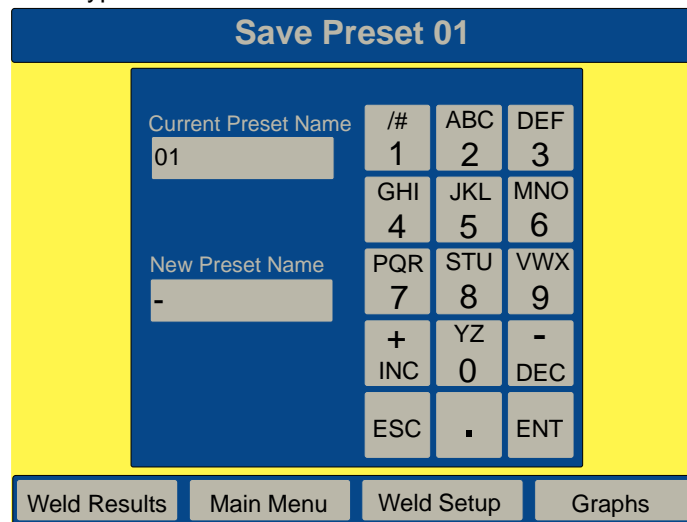 Save Preset 01
Current Preset Name
01
New Preset Name
-
/# ABC DEF
1 2 3
GHI JKL MNO
4 5 6
PQR STU VWX
7 8 9
+ YZ -
INC 0 DEC
ESC . ENT
Weld Results Main Menu Weld Setup Graphs